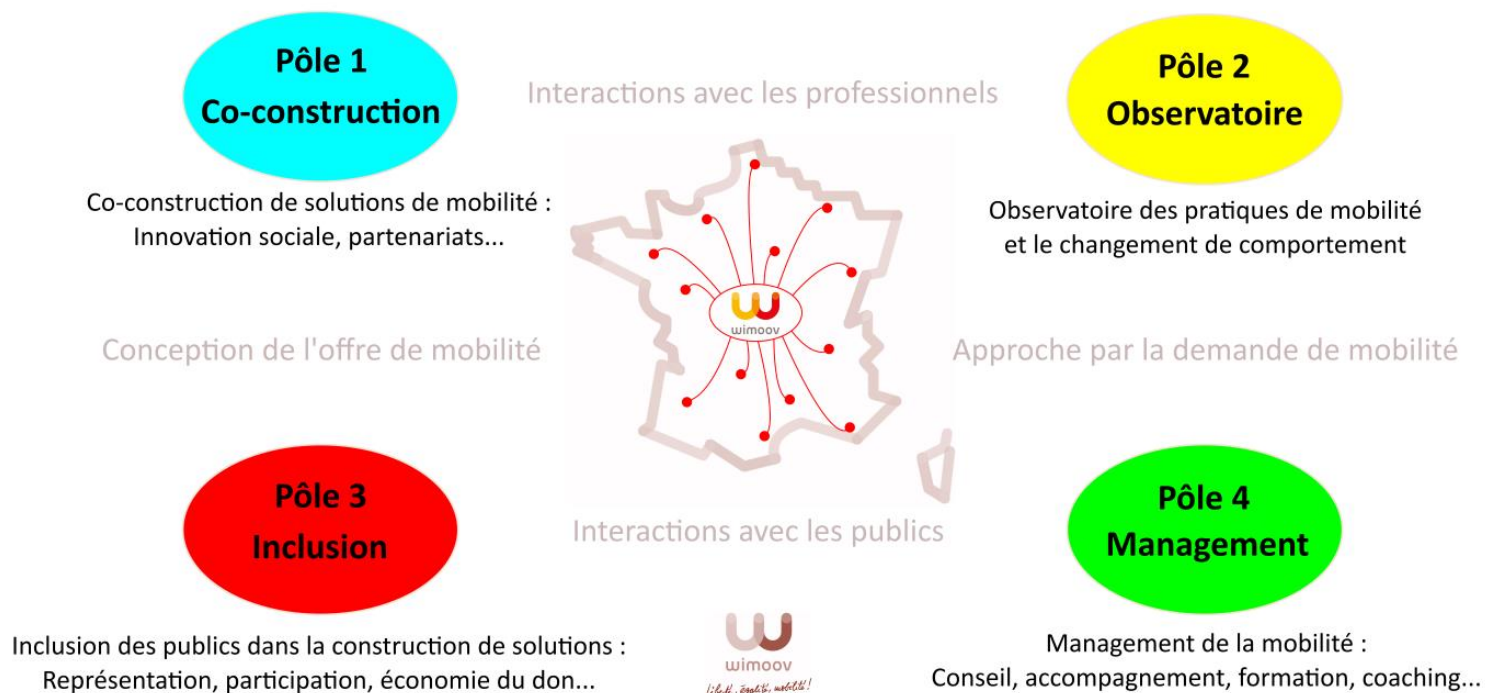 Pôle 1
Co-construction
Co-construction de solutions de mobilité :
Innovation sociale, partenariats...
Interactions avec les professionnels
Pôle 2
Observatoire
Observatoire des pratiques de mobilité
et le changement de comportement
wimoov
Conception de l'offre de mobilité
Approche par la demande de mobilité
Pôle 3
Inclusion
Inclusion des publics dans la construction de solutions :
Représentation, participation, économie du don...
Interactions avec les publics
wimoov
liberté, égalité, mobilité !
Pôle 4
Management
Management de la mobilité :
Conseil, accompagnement, formation, coaching...